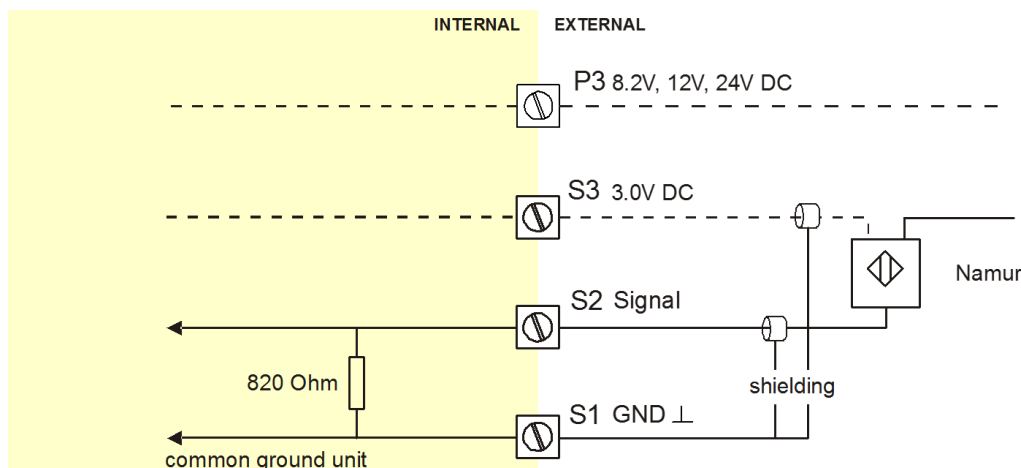 INTERNAL EXTERNAL
P3 8.2V, 12V, 24V DC
S3 3.0V DC
Namur
S2 Signal
820 Ohm
shielding
S1 GND ⊥
common ground unit